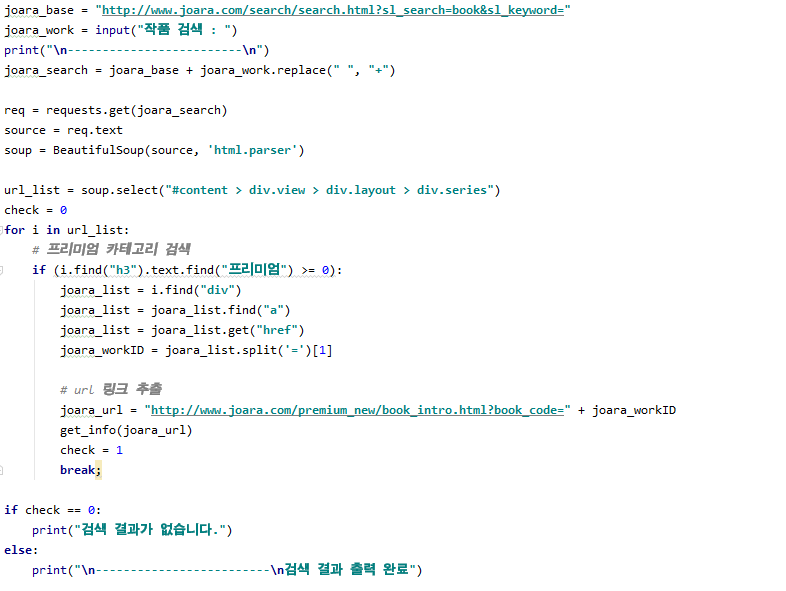 joara_base = "http://www.joara.com/search/search.html?sl_search=book&sl_keyword="
joara_work = input("작품 검색 : ")
print("\n-------------------------\n")
joara_search = joara_base + joara_work.replace(" ", "+")
req = requests.get(joara_search)
source = req.text
soup = BeautifulSoup(source, 'html.parser')
url_list = soup.select("#content > div.view > div.layout > div.series")
check = 0
for i in url_list:
# 프리미엄 카테고리 검색
if (i.find("h3").text.find("프리미엄") >= 0):
joara_list = i.find("div")
joara_list = joara_list.find("a")
joara_list = joara_list.get("href")
joara_workID = joara_list.split('=')[1]
# url 링크 추출
joara_url = "http://www.joara.com/premium_new/book_intro.html?book_code=" + joara_workID
get_info(joara_url)
check = 1
break;
if check == 0:
print("검색 결과가 없습니다.")
else:
print("\n-------------------------\n검색 결과 출력 완료")